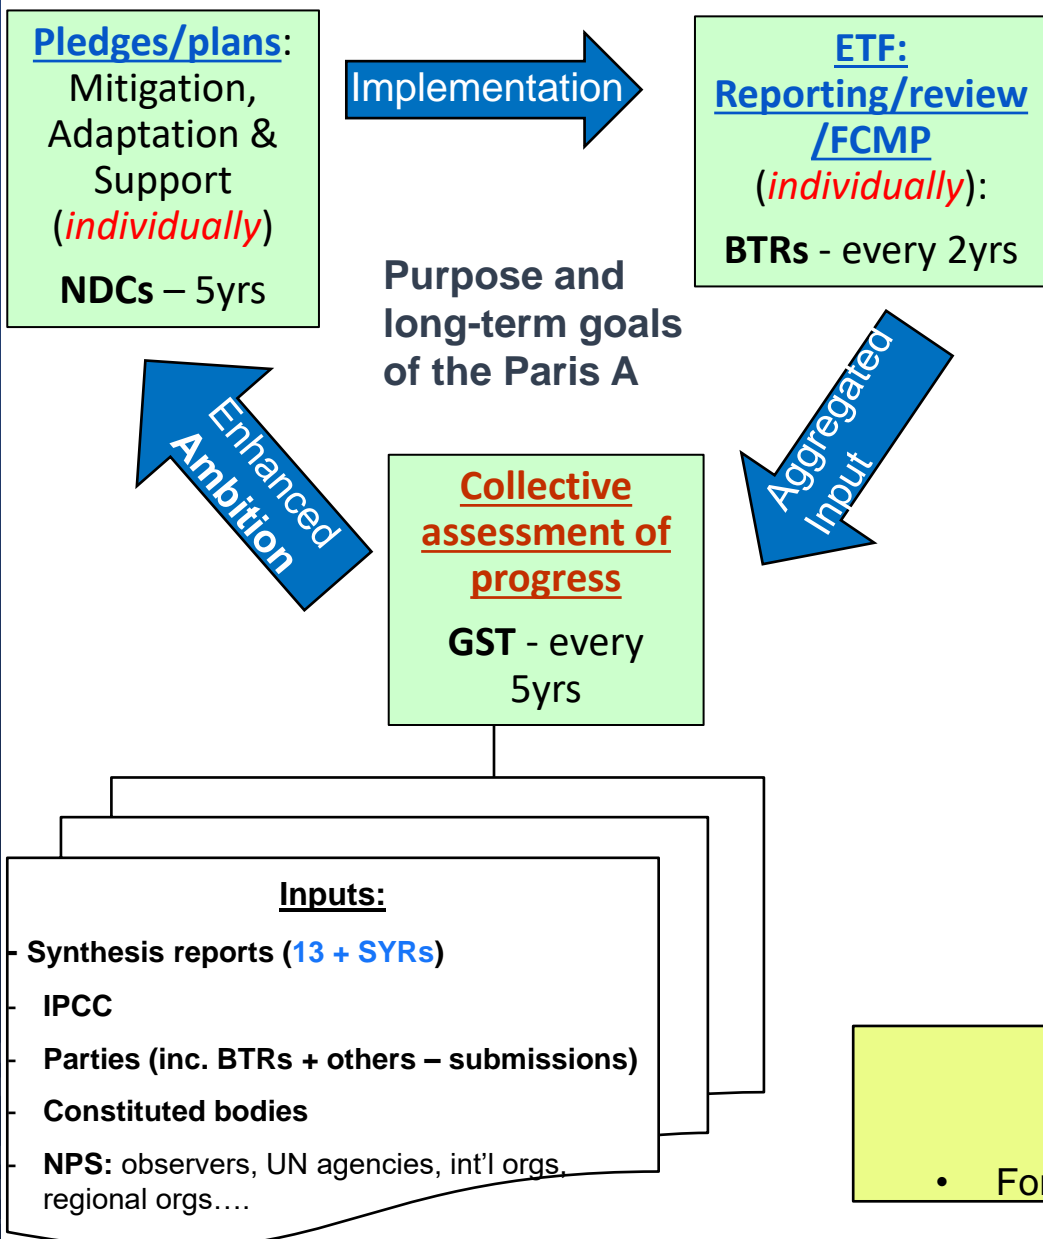 Pledges/plans:
Mitigation,
Adaptation &
Support
(individually)
NDCs – 5yrs
Implementation
ETF:
Reporting/review
/FCMP
(individually):
BTRs - every 2yrs
Purpose and
long-term goals
of the Paris A
Aggregated
Input
Enhanced
Ambition
Collective
assessment of
progress
GST - every
5yrs
Inputs:
- Synthesis reports (13 + SYRs)
- IPCC
- Parties (inc. BTRs + others – submissions)
- Constituted bodies
- NPS: observers, UN agencies, int'l orgs,
regional orgs….